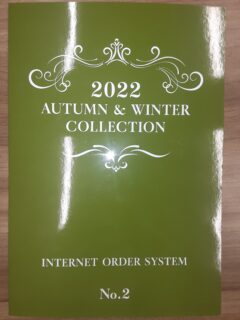 2022
AUTUMN & WINTER
COLLECTION
INTERNET ORDER SYSTEM
No.2